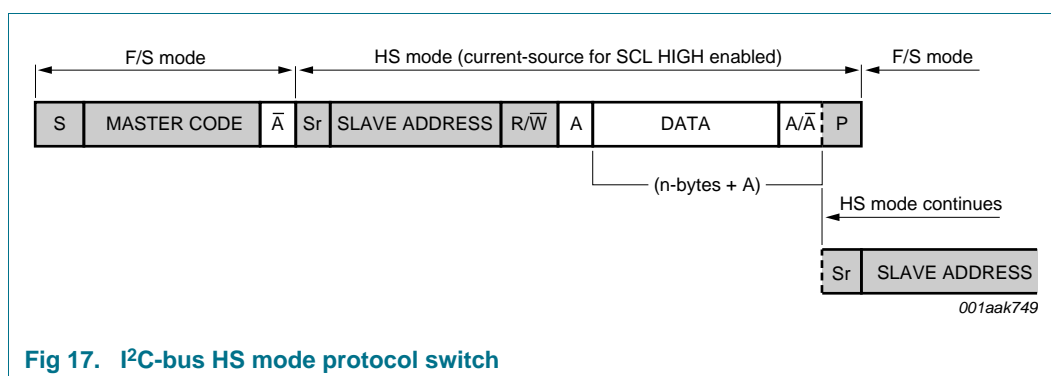 F/S mode HS mode (current-source for SCL HIGH enabled) F/S mode
S MASTER CODE A̅ Sr SLAVE ADDRESS R/W̅ A DATA A/A̅ P
(n-bytes + A)
HS mode continues
Sr SLAVE ADDRESS
001aak749
Fig 17. I²C-bus HS mode protocol switch